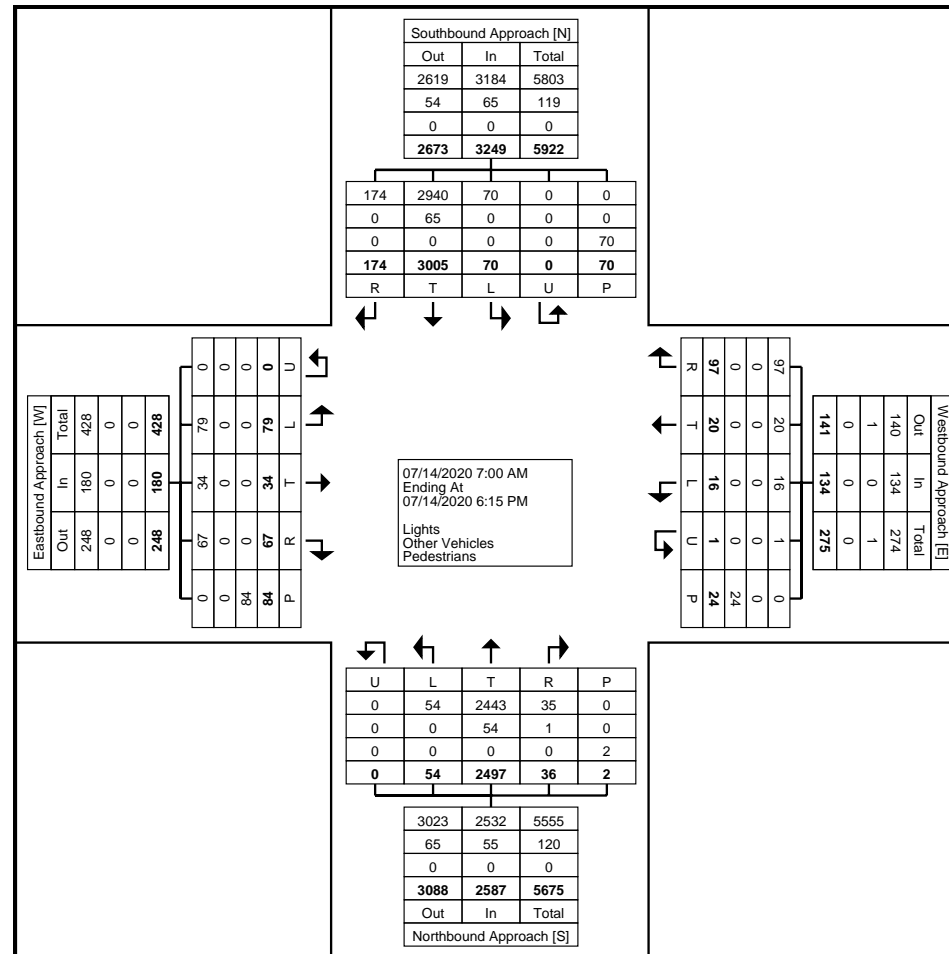 Southbound Approach [N]
Out In Total
2619 3184 5803
54 65 119
0 0 0
2673 3249 5922
174 2940 70 0 0
0 65 0 0 0
0 0 0 0 70
174 3005 70 0 70
R T L U P
Eastbound Approach [W]
Total In Out
428 180 248
0 0 0
0 0 0
428 180 248
0 79 34 67 0
0 0 0 0 0
0 0 0 0 84
0 79 34 67 84
U L T R P
07/14/2020 7:00 AM
Ending At
07/14/2020 6:15 PM
Lights
Other Vehicles
Pedestrians
R T L U P
97 20 16 1 24
0 0 0 0 24
0 0 0 0 0
97 20 16 1 0
141 134 275
0 0 0
1 0 1
140 134 274
Out In Total
Westbound Approach [E]
U L T R P
0 54 2443 35 0
0 0 54 1 0
0 0 0 0 2
0 54 2497 36 2
3023 2532 5555
65 55 120
0 0 0
3088 2587 5675
Out In Total
Northbound Approach [S]